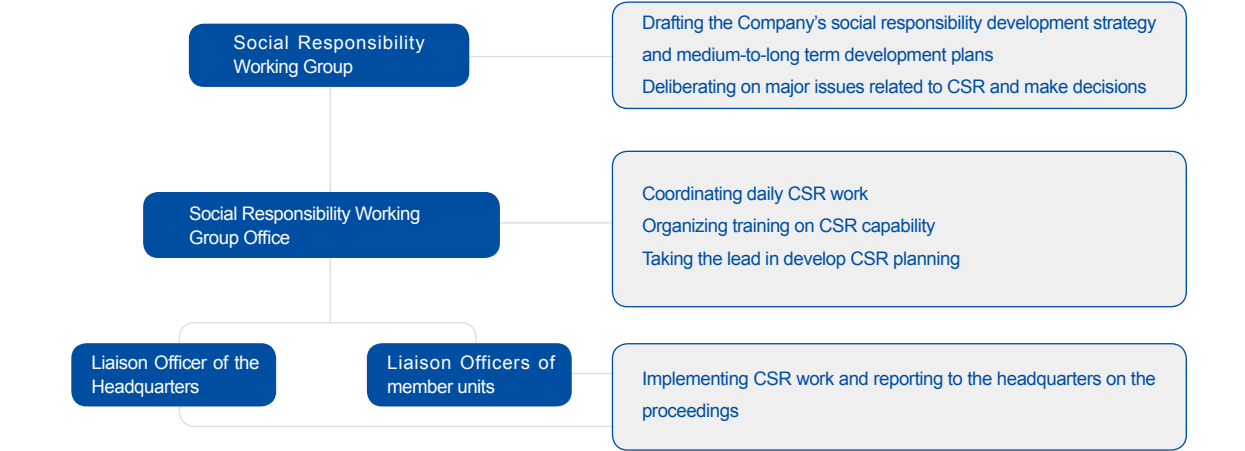 Social Responsibility
Working Group
Drafting the Company’s social responsibility development strategy
and medium-to-long term development plans
Deliberating on major issues related to CSR and make decisions
Social Responsibility Working
Group Office
Coordinating daily CSR work
Organizing training on CSR capability
Taking the lead in develop CSR planning
Liaison Officer of the
Headquarters
Liaison Officers of
member units
Implementing CSR work and reporting to the headquarters on the
proceedings